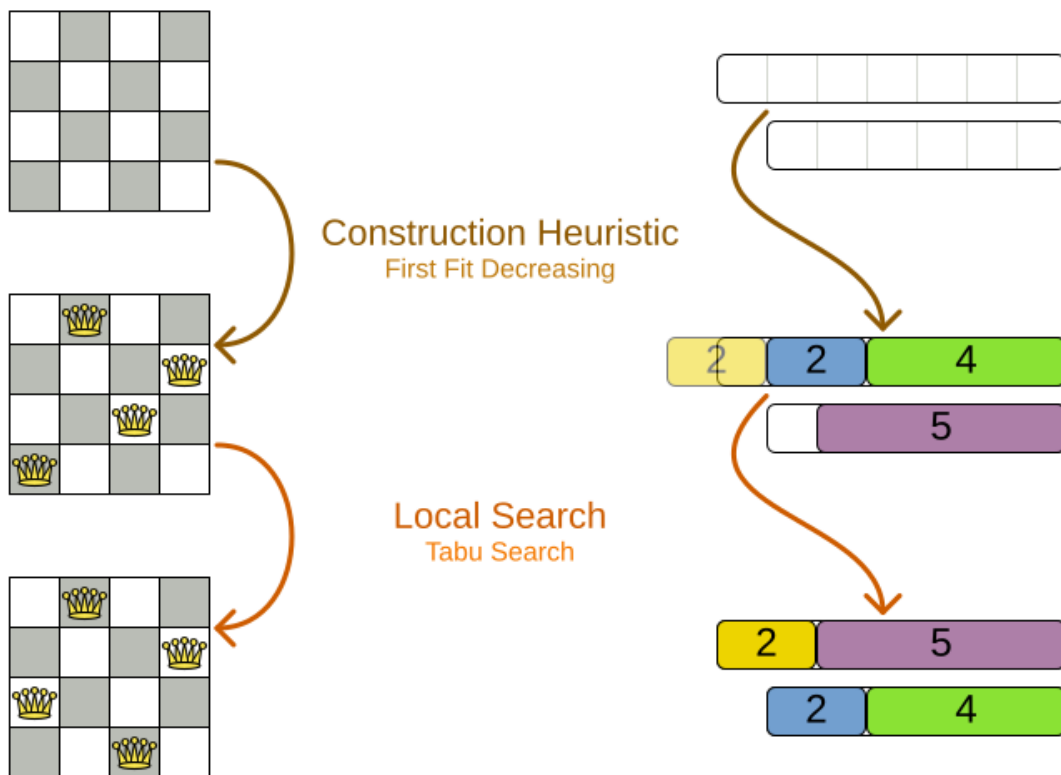 Construction Heuristic
First Fit Decreasing
2 2 4
5
Local Search
Tabu Search
2 5
2 4